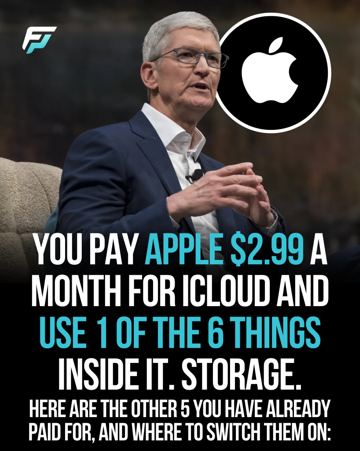 YOU PAY APPLE $2.99 A
MONTH FOR ICLOUD AND
USE 1 OF THE 6 THINGS
INSIDE IT. STORAGE.
HERE ARE THE OTHER 5 YOU HAVE ALREADY
PAID FOR, AND WHERE TO SWITCH THEM ON: